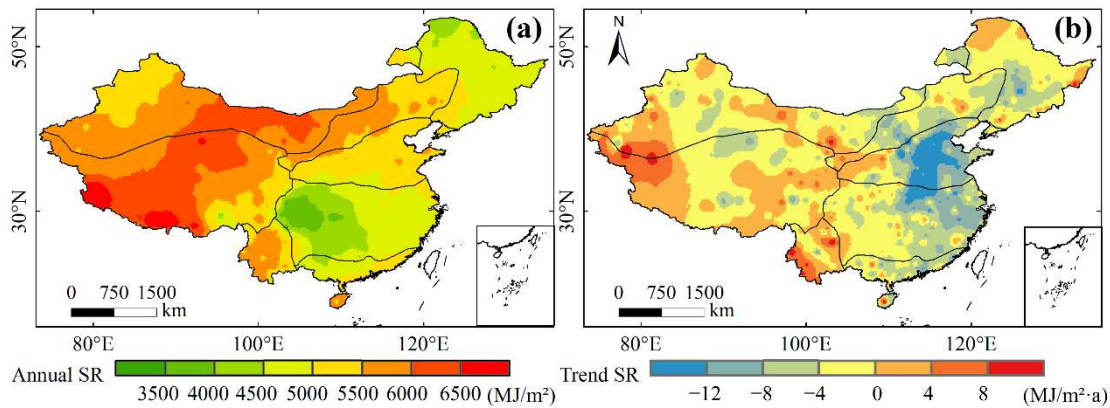 (a)
50°N
30°N
0 750 1500
km
80°E 100°E 120°E
Annual SR
3500 4000 4500 5000 5500 6000 6500 (MJ/m²)
(b)
N
50°N
30°N
0 750 1500
km
80°E 100°E 120°E
Trend SR
−12 −8 −4 0 4 8 (MJ/m²·a)